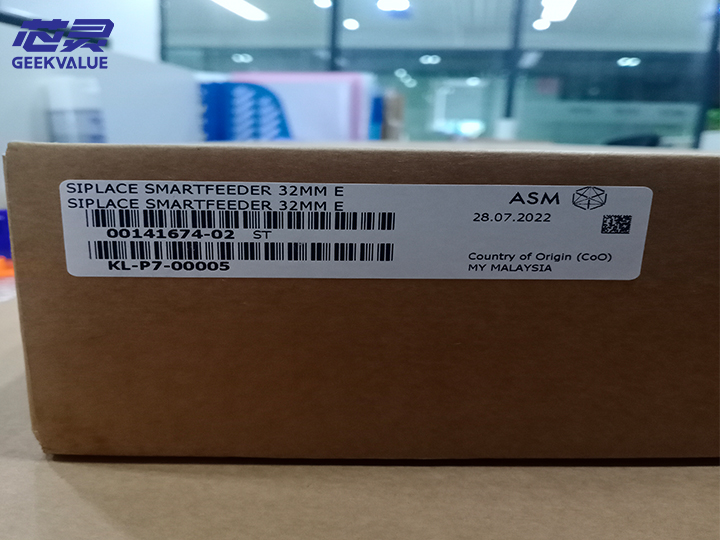 芯灵
GEEKVALUE
SIPLACE SMARTFEEDER 32MM E
SIPLACE SMARTFEEDER 32MM E
00141674-02 ST
KL-P7-00005
ASM
28.07.2022
Country of Origin (CoO)
MY MALAYSIA